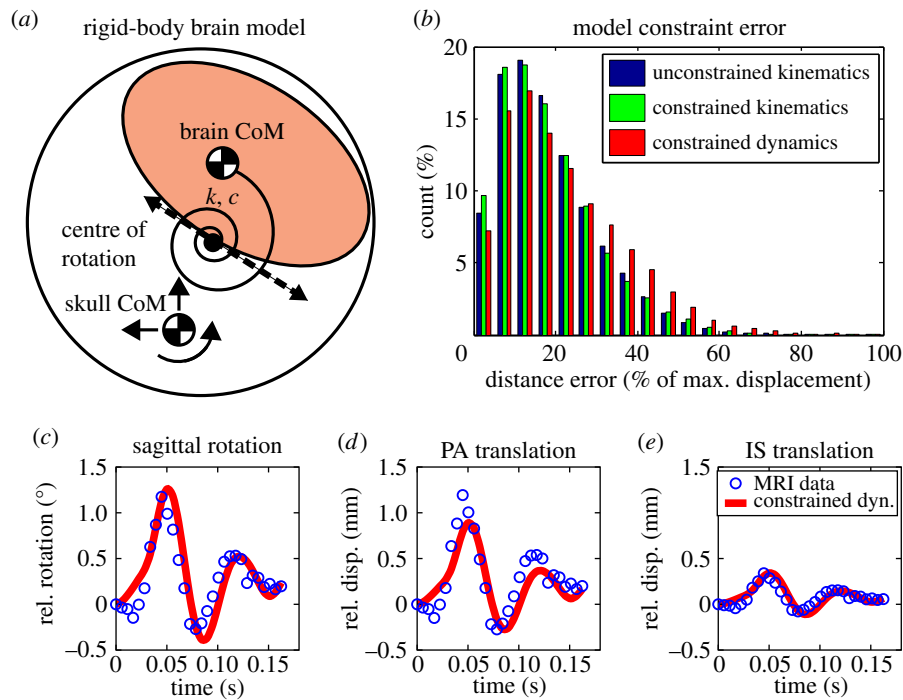 (a)
rigid-body brain model
brain CoM
k, c
centre of
rotation
skull CoM
(b)
model constraint error
20
15
10
5
count (%)
unconstrained kinematics
constrained kinematics
constrained dynamics
0 20 40 60 80 100
distance error (% of max. displacement)
(c)
sagittal rotation
1.5
1.0
0.5
0
–0.5
rel. rotation (°)
0 0.05 0.10 0.15
time (s)
(d)
PA translation
1.5
1.0
0.5
0
–0.5
rel. disp. (mm)
0 0.05 0.10 0.15
time (s)
(e)
IS translation
1.5
1.0
0.5
0
–0.5
rel. disp. (mm)
MRI data
constrained dyn.
0 0.05 0.10 0.15
time (s)